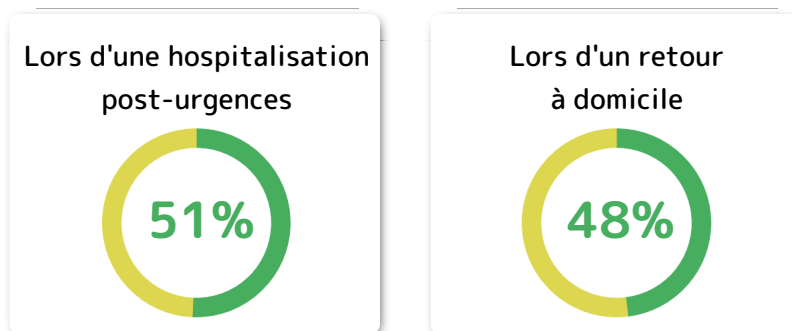 Lors d'une hospitalisation
post-urgences
51%
Lors d'un retour
à domicile
48%